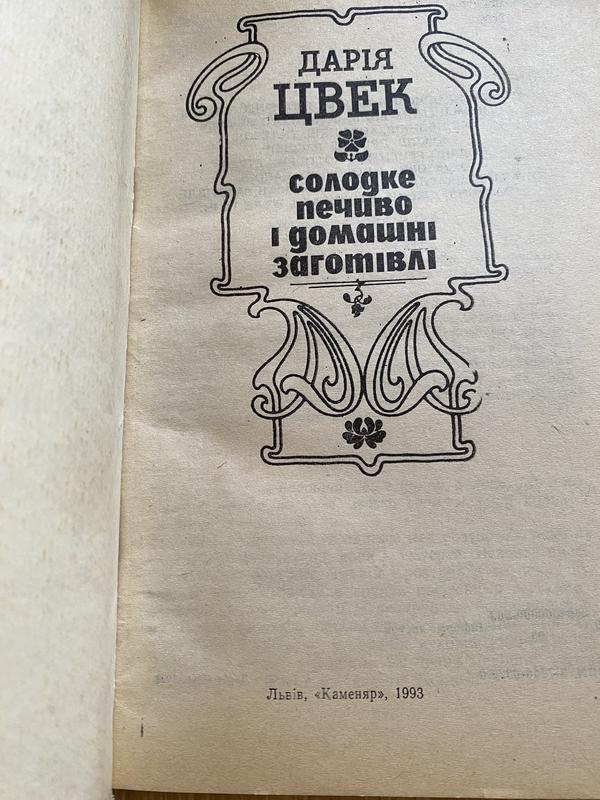 ДАРІЯ
ЦВЕК
солодке
печиво
і домашні
заготівлі
Львів, «Каменяр», 1993